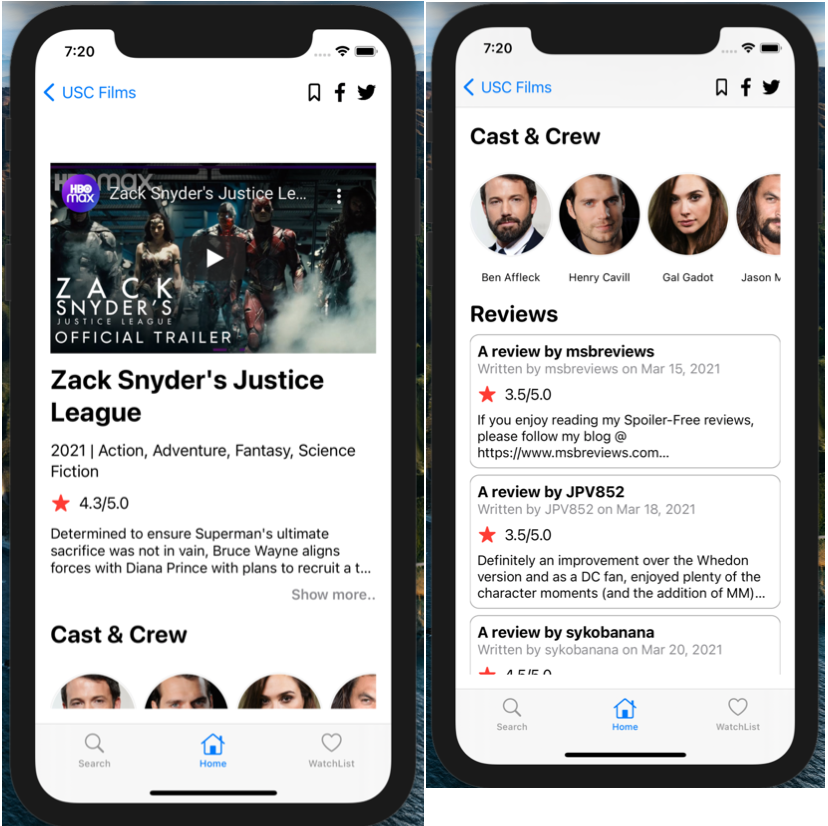 7:20
USC Films
HBOmax
HBO
max
Zack Snyder's Justice Le...
ZACK
SNYDER'S
JUSTICE LEAGUE
OFFICIAL TRAILER
Zack Snyder's Justice
League
2021 | Action, Adventure, Fantasy, Science
Fiction
4.3/5.0
Determined to ensure Superman's ultimate
sacrifice was not in vain, Bruce Wayne aligns
forces with Diana Prince with plans to recruit a t...
Show more..
Cast & Crew
Search
Home
WatchList
7:20
USC Films
Cast & Crew
Ben Affleck
Henry Cavill
Gal Gadot
Jason M
Reviews
A review by msbreviews
Written by msbreviews on Mar 15, 2021
3.5/5.0
If you enjoy reading my Spoiler-Free reviews,
please follow my blog @
https://www.msbreviews.com...
A review by JPV852
Written by JPV852 on Mar 18, 2021
3.5/5.0
Definitely an improvement over the Whedon
version and as a DC fan, enjoyed plenty of the
character moments (and the addition of MM)...
A review by sykobanana
Written by sykobanana on Mar 20, 2021
4.5/5.0
Search
Home
WatchList